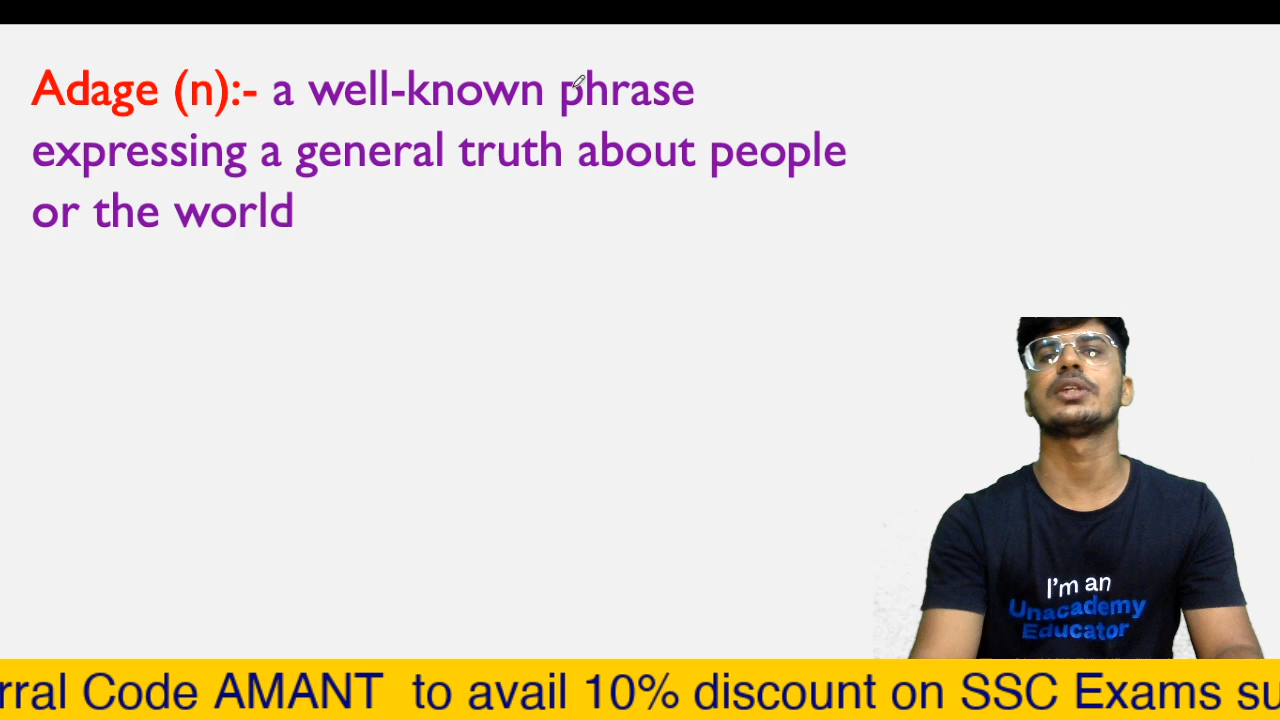 Adage (n):- a well-known phrase
expressing a general truth about people
or the world
I'm an
Unacademy
Educator
rral Code AMANT to avail 10% discount on SSC Exams su